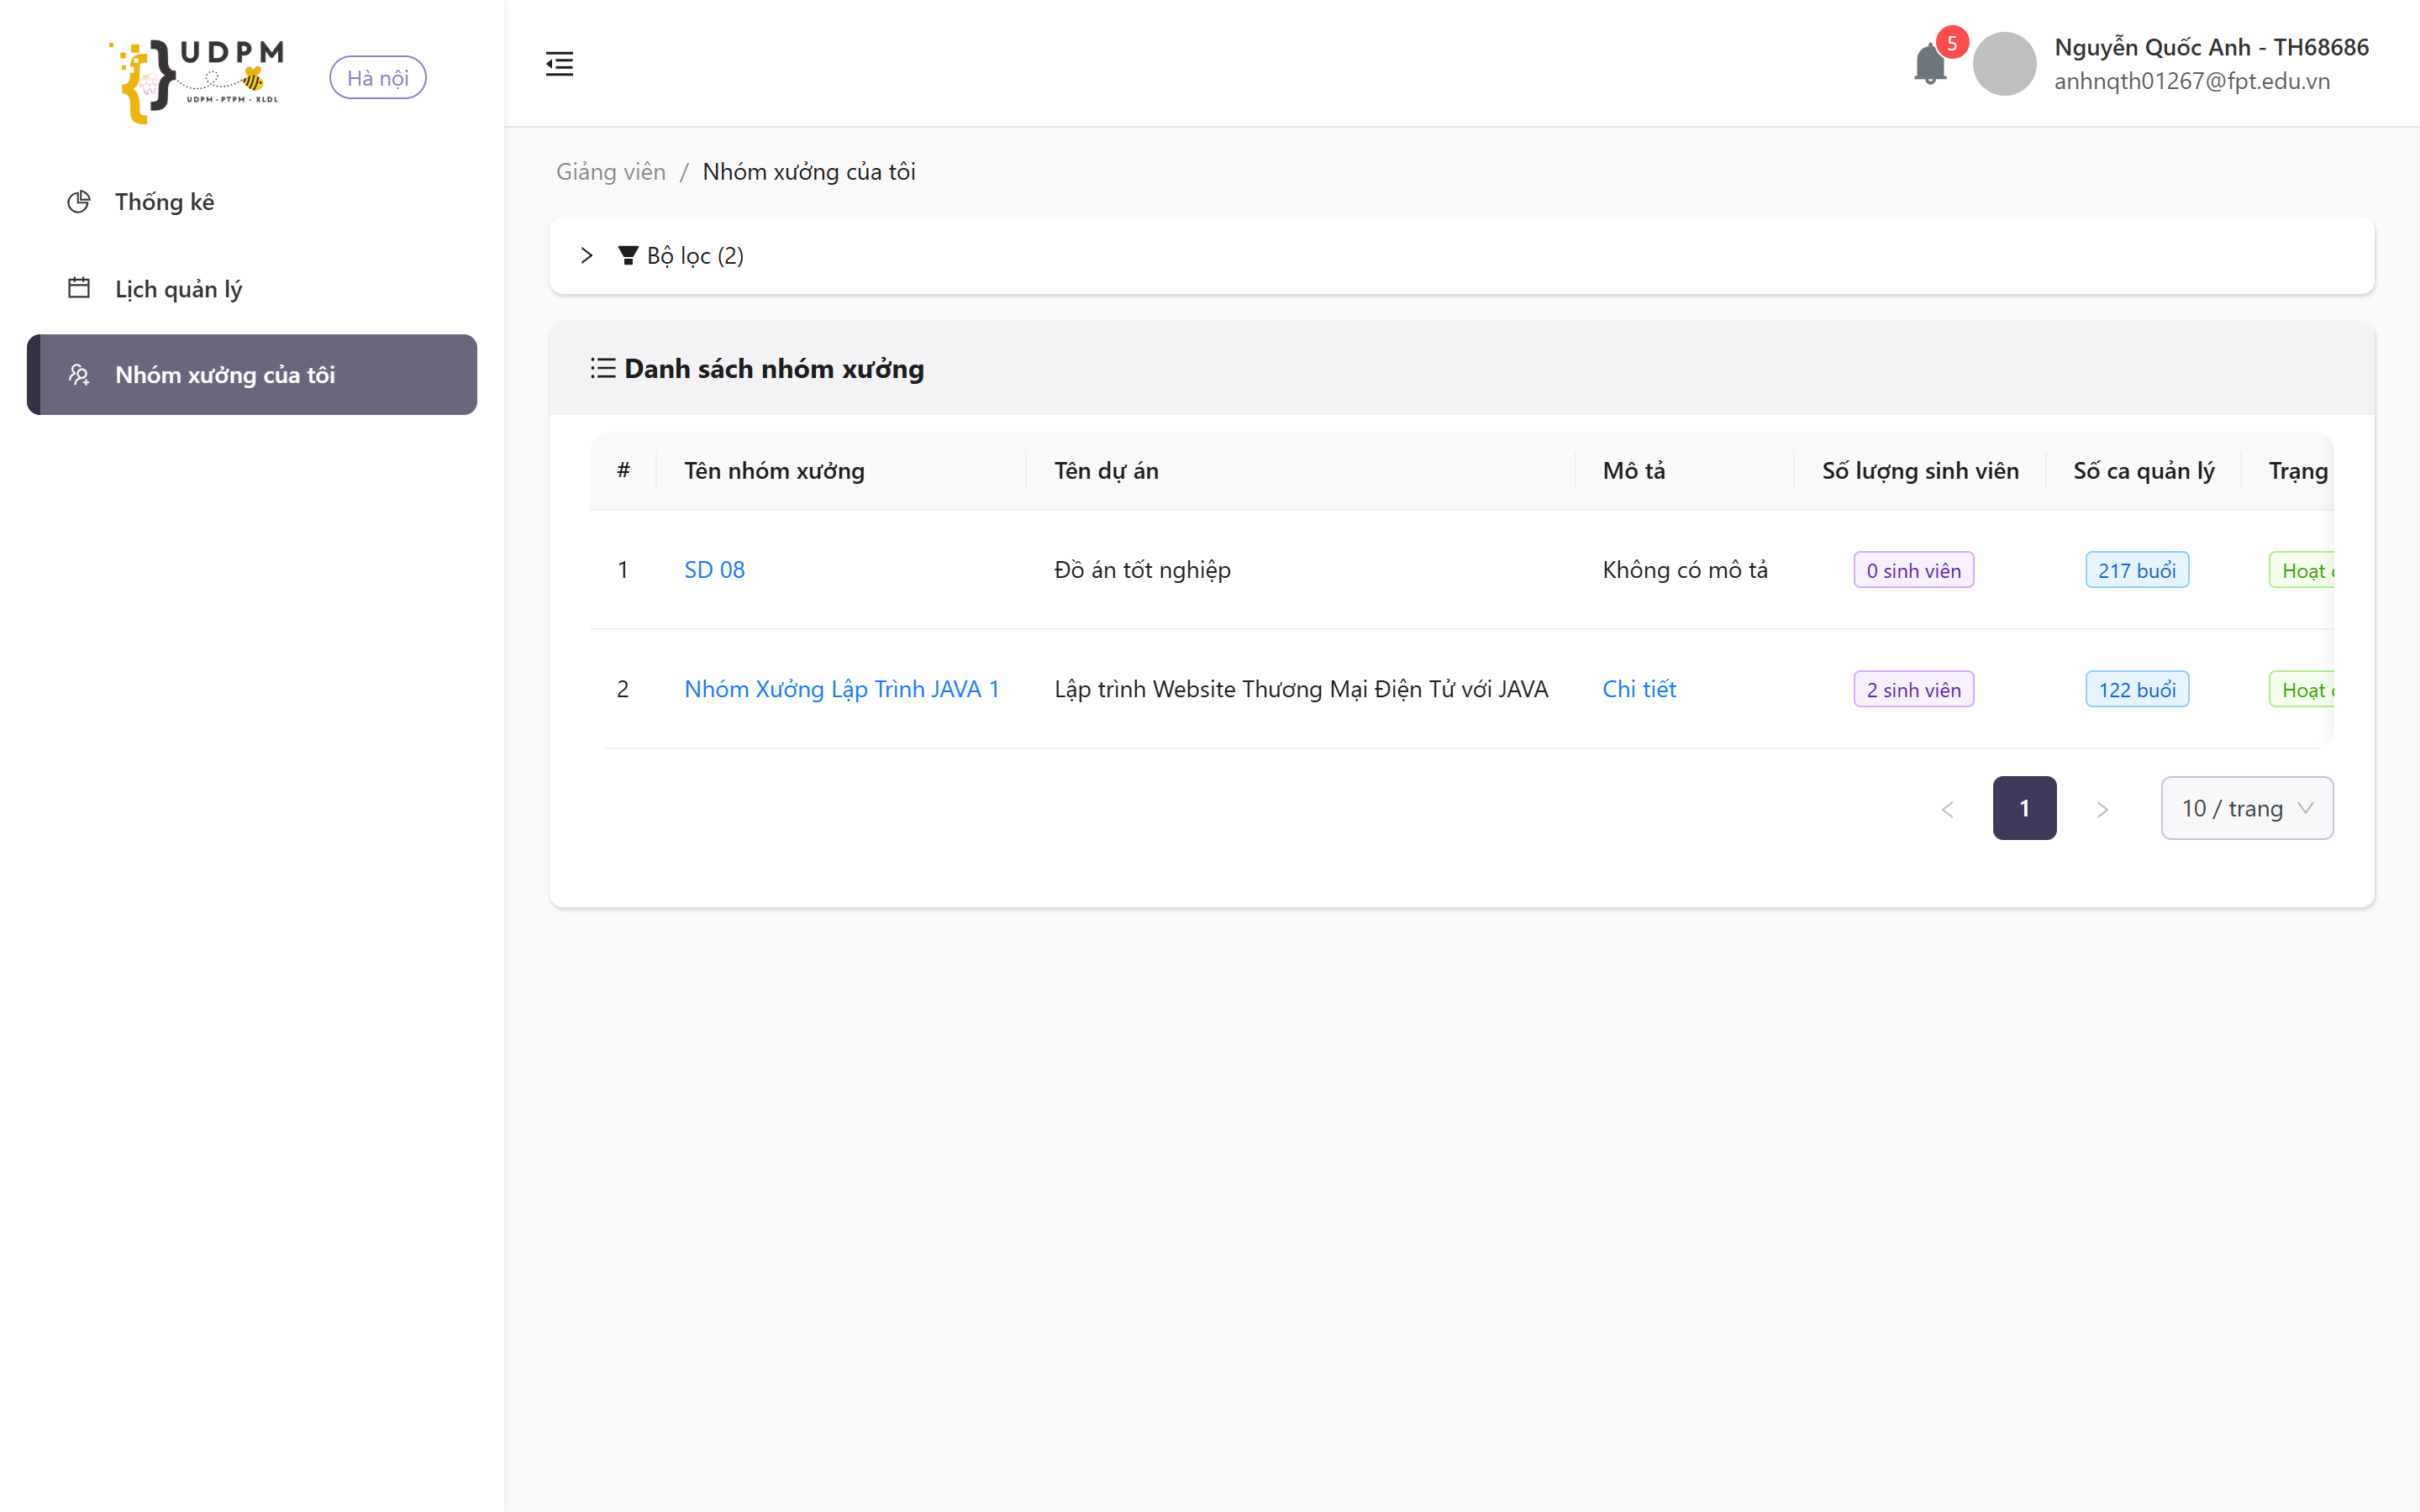 UDPM
UDPM - PTPM - XLDL
Hà nội
Thống kê
Lịch quản lý
Nhóm xưởng của tôi
5
Nguyễn Quốc Anh - TH68686
anhnqth01267@fpt.edu.vn
Giảng viên / Nhóm xưởng của tôi
Bộ lọc (2)
Danh sách nhóm xưởng
# Tên nhóm xưởng Tên dự án Mô tả Số lượng sinh viên Số ca quản lý Trạng
1 SD 08 Đồ án tốt nghiệp Không có mô tả 0 sinh viên 217 buổi Hoạt
2 Nhóm Xưởng Lập Trình JAVA 1 Lập trình Website Thương Mại Điện Tử với JAVA Chi tiết 2 sinh viên 122 buổi Hoạt
< 1 > 10 / trang